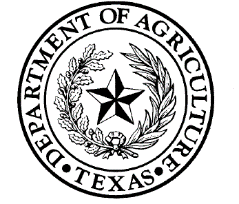 DEPARTMENT OF AGRICULTURE
TEXAS